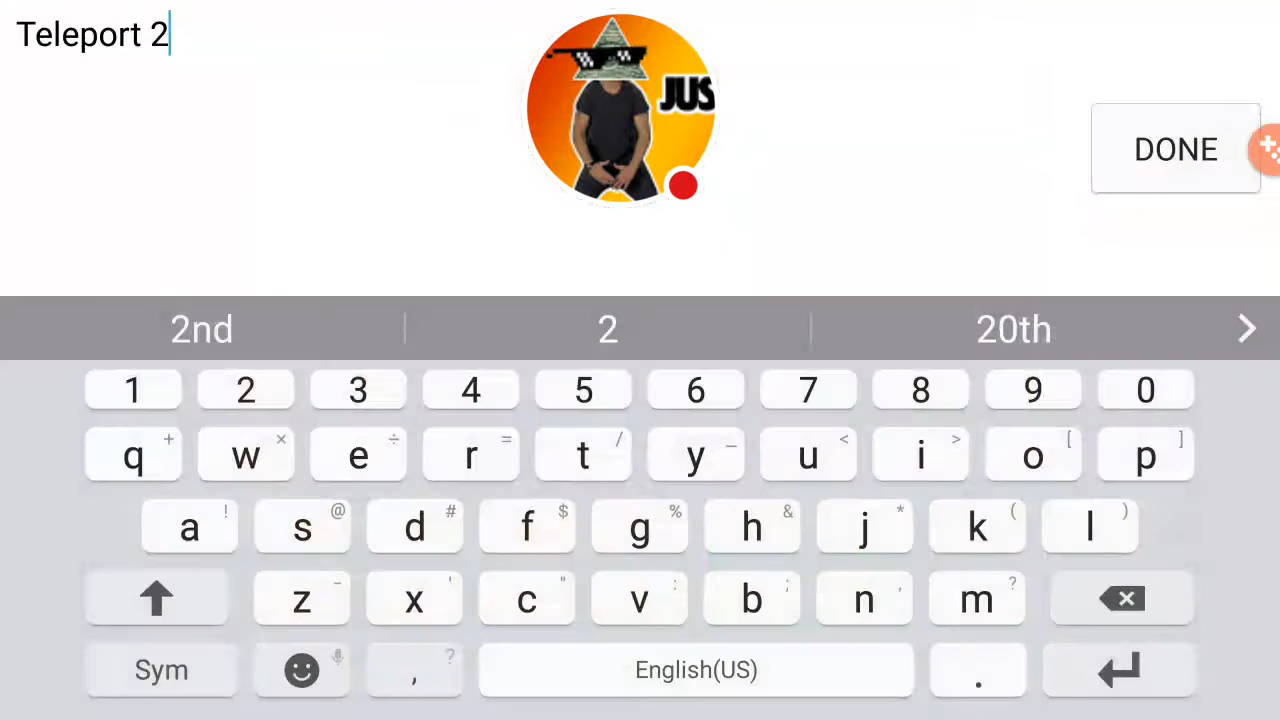 Teleport 2
JUS
DONE
2nd 2 20th
1 2 3 4 5 6 7 8 9 0
q + w × e ÷ r = t / y _ u < i > o [ p ]
a ! s @ d # f $ g % h & j * k ( l )
z - x ' c " v : b ; n , m ?
Sym , ? English(US) .